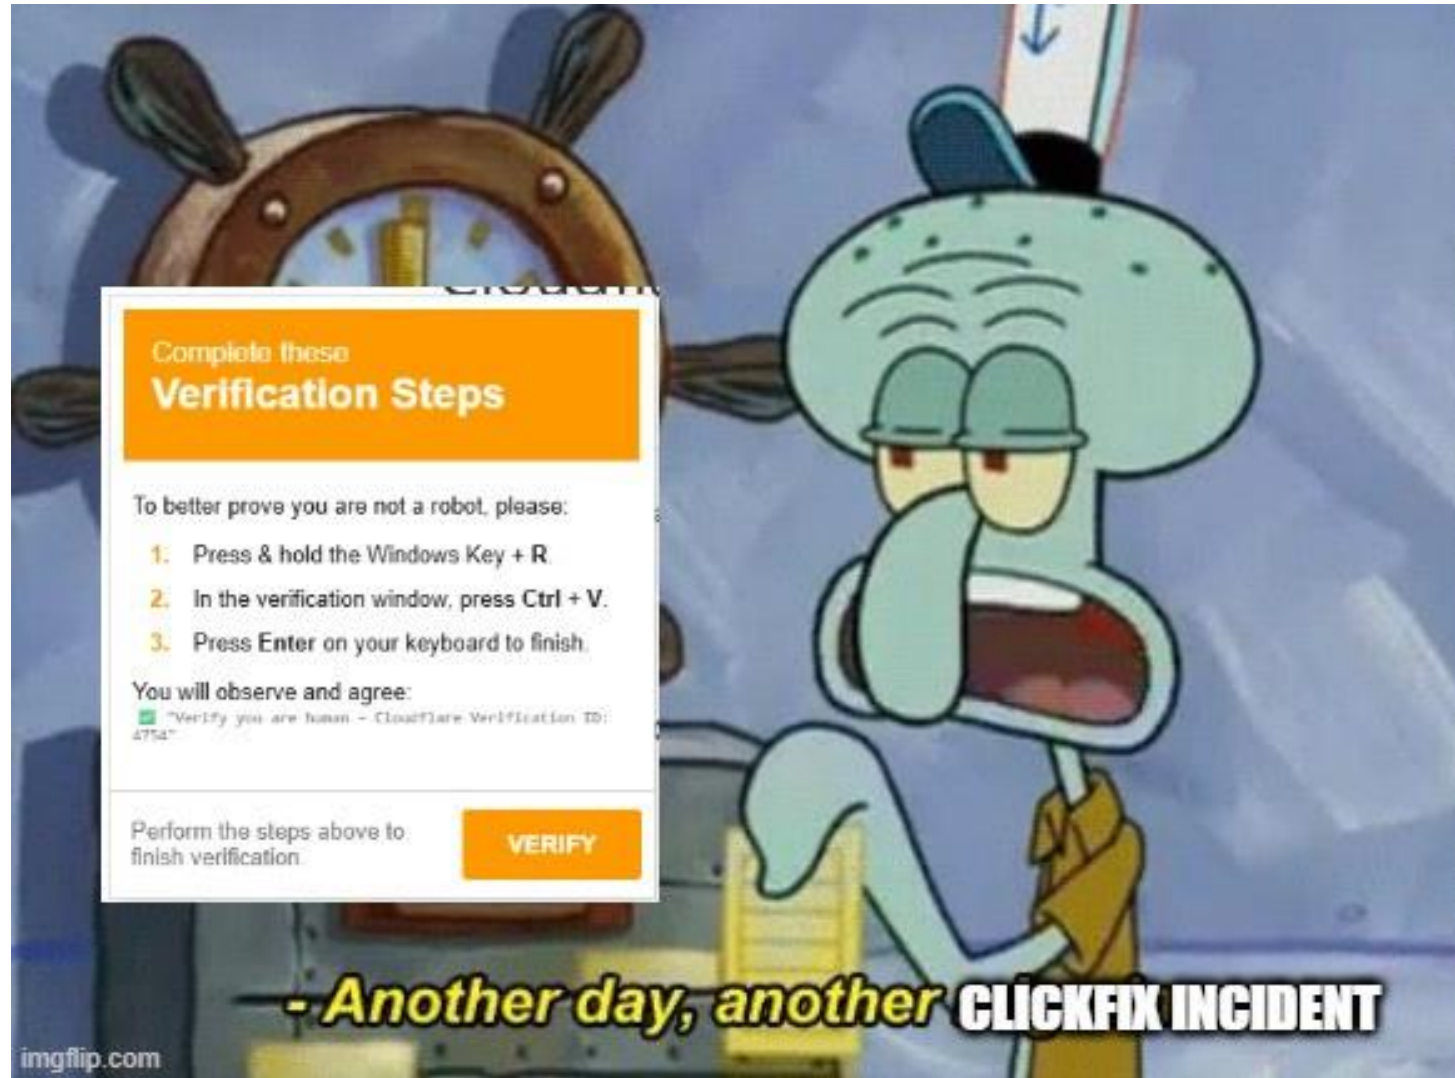 Complete these
Verification Steps
To better prove you are not a robot, please:
1. Press & hold the Windows Key + R.
2. In the verification window, press Ctrl + V.
3. Press Enter on your keyboard to finish.
You will observe and agree:
✅ "Verify you are human – Cloudflare Verification ID:
4754"
Perform the steps above to
finish verification.
VERIFY
- Another day, another CLICKFIX INCIDENT
imgflip.com